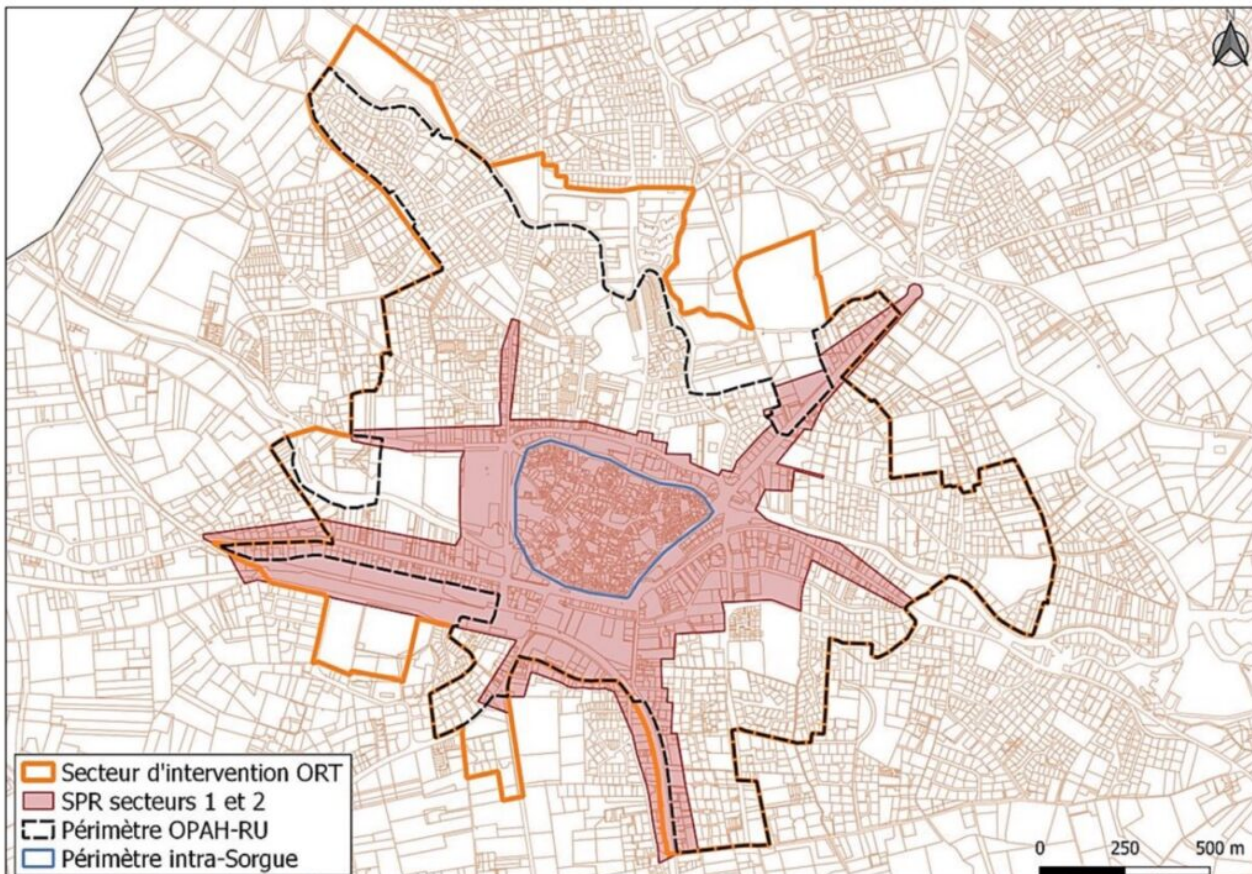 N
Secteur d'intervention ORT
SPR secteurs 1 et 2
Périmètre OPAH-RU
Périmètre intra-Sorgue
0 250 500 m